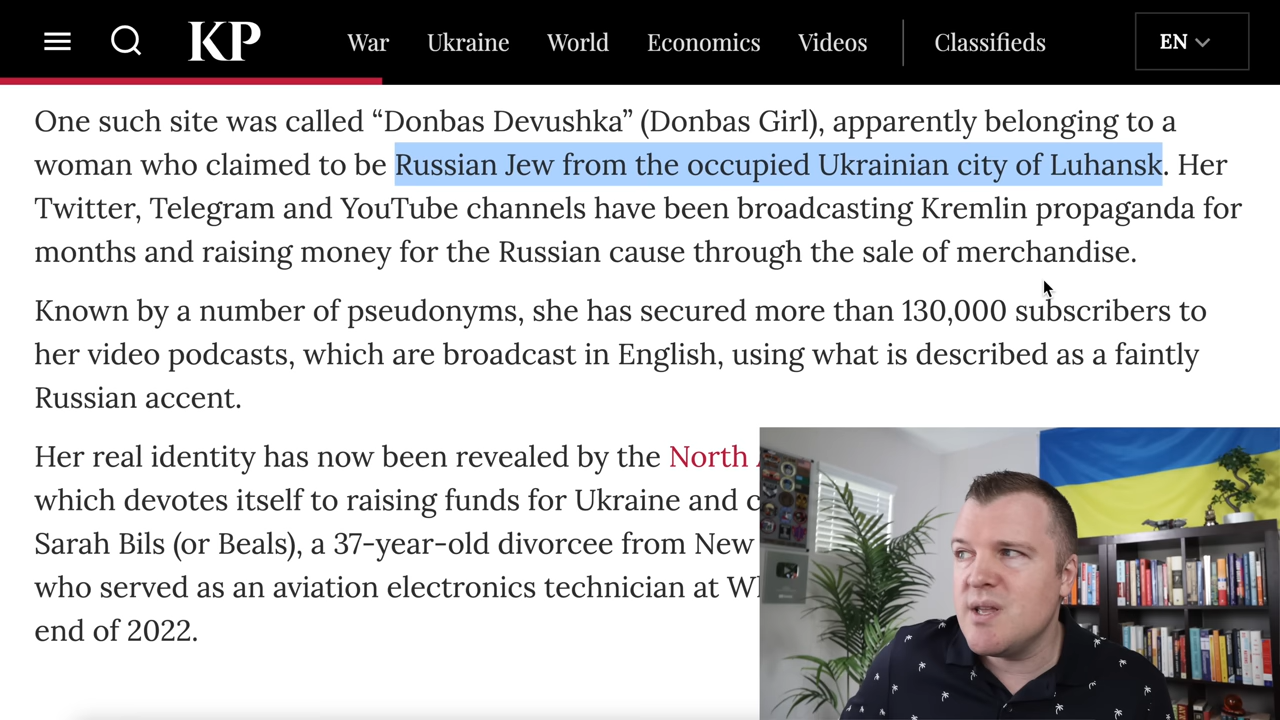 KP War Ukraine World Economics Videos Classifieds EN
One such site was called “Donbas Devushka” (Donbas Girl), apparently belonging to a
woman who claimed to be Russian Jew from the occupied Ukrainian city of Luhansk. Her
Twitter, Telegram and YouTube channels have been broadcasting Kremlin propaganda for
months and raising money for the Russian cause through the sale of merchandise.
Known by a number of pseudonyms, she has secured more than 130,000 subscribers to
her video podcasts, which are broadcast in English, using what is described as a faintly
Russian accent.
Her real identity has now been revealed by the North
which devotes itself to raising funds for Ukraine and
Sarah Bils (or Beals), a 37-year-old divorcee from New
who served as an aviation electronics technician at
end of 2022.